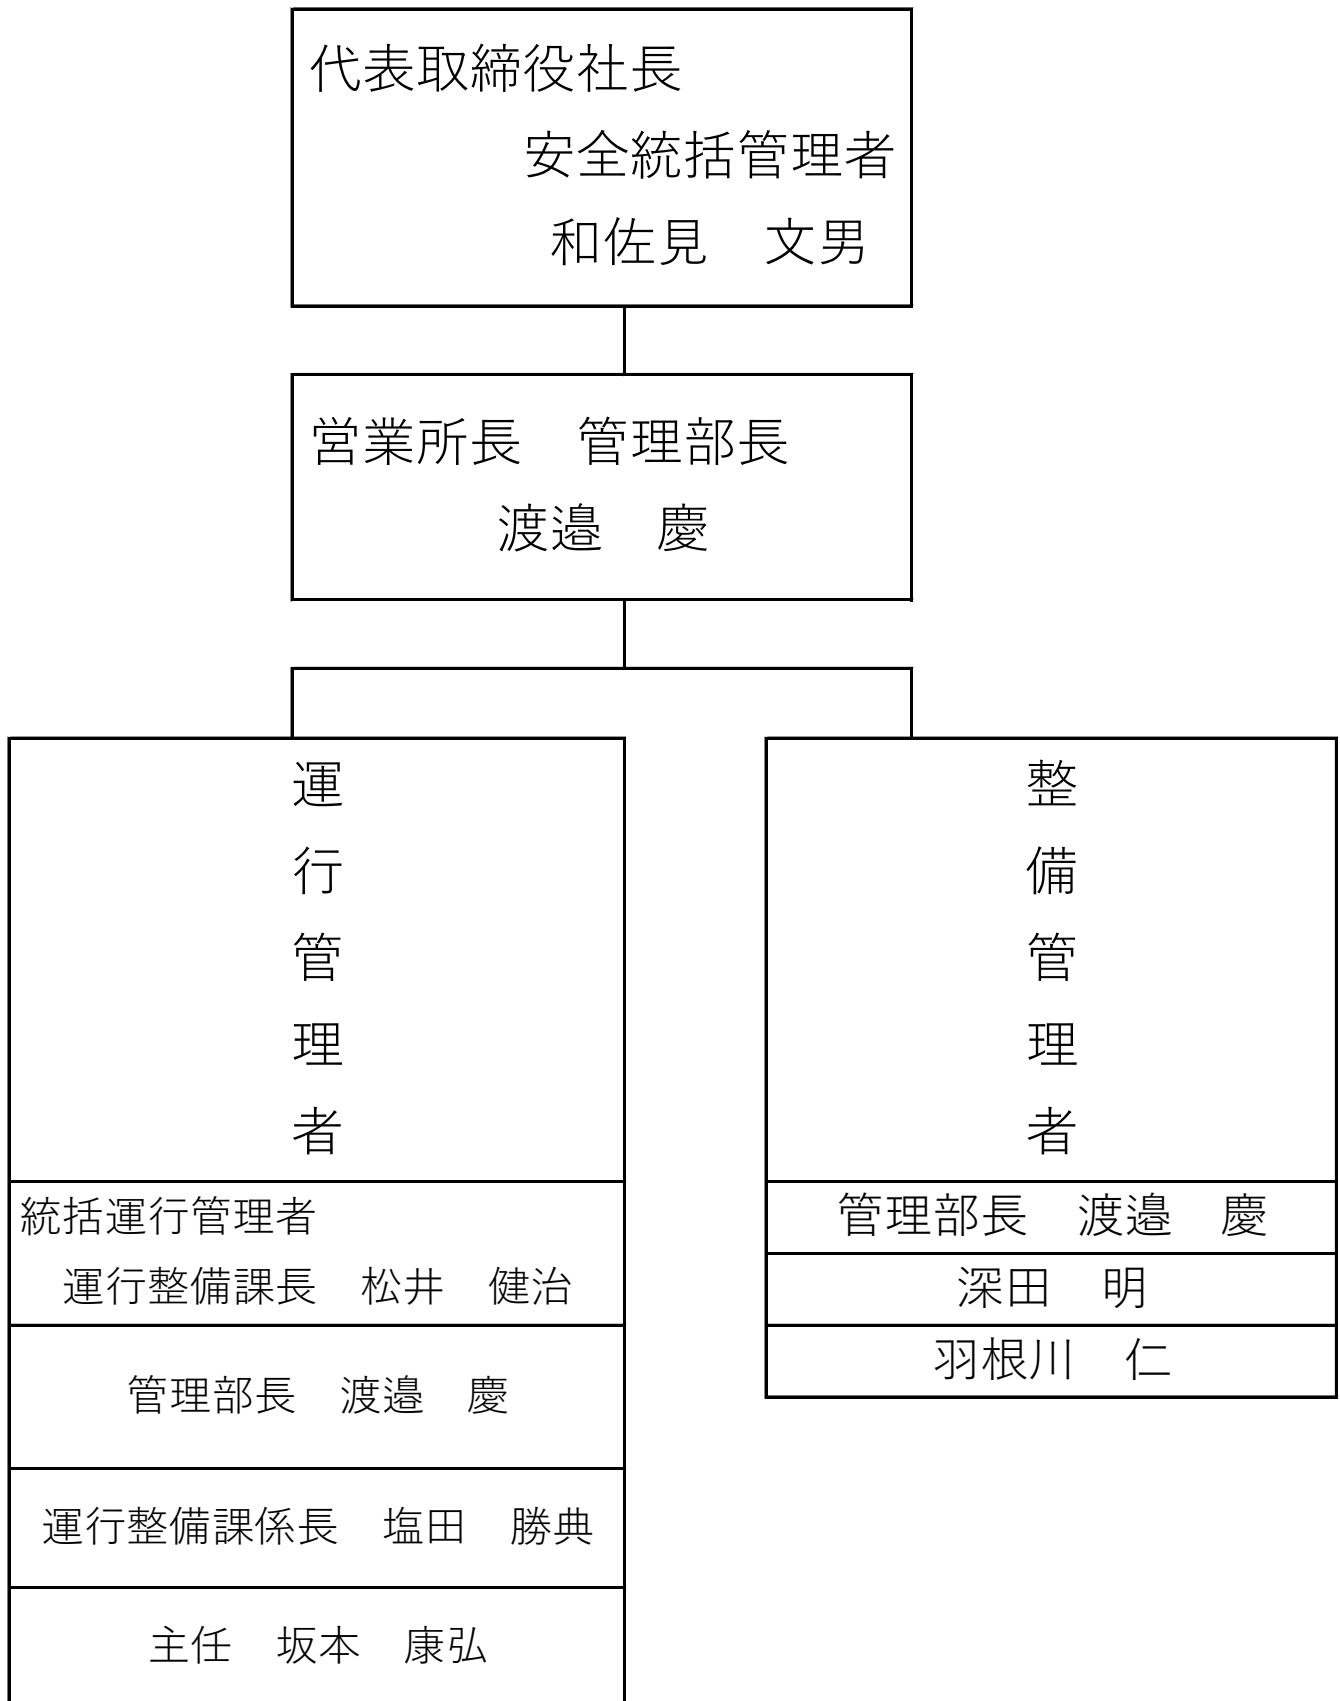 代表取締役社長
安全統括管理者
和佐見　文男
営業所長　管理部長
渡邉　慶
運
行
管
理
者
統括運行管理者
運行整備課長　松井　健治
管理部長　渡邉　慶
運行整備課係長　塩田　勝典
主任　坂本　康弘
整
備
管
理
者
管理部長　渡邉　慶
深田　明
羽根川　仁